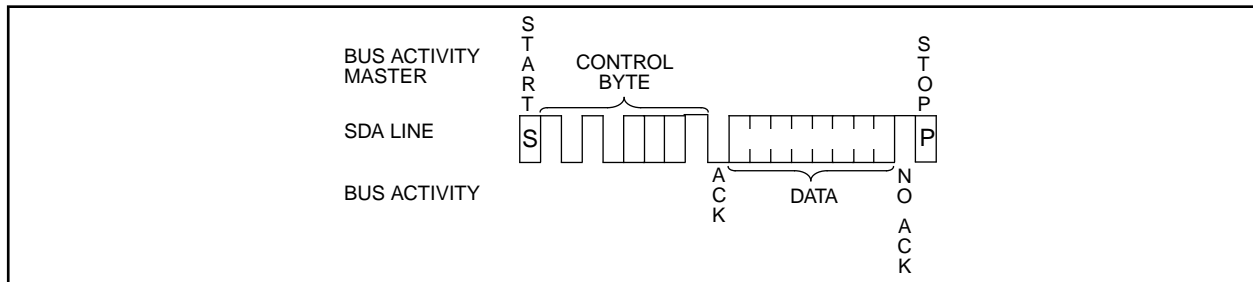 START
BUS ACTIVITY
MASTER
CONTROL
BYTE
STOP
SDA LINE
S
P
BUS ACTIVITY
ACK
DATA
NO ACK